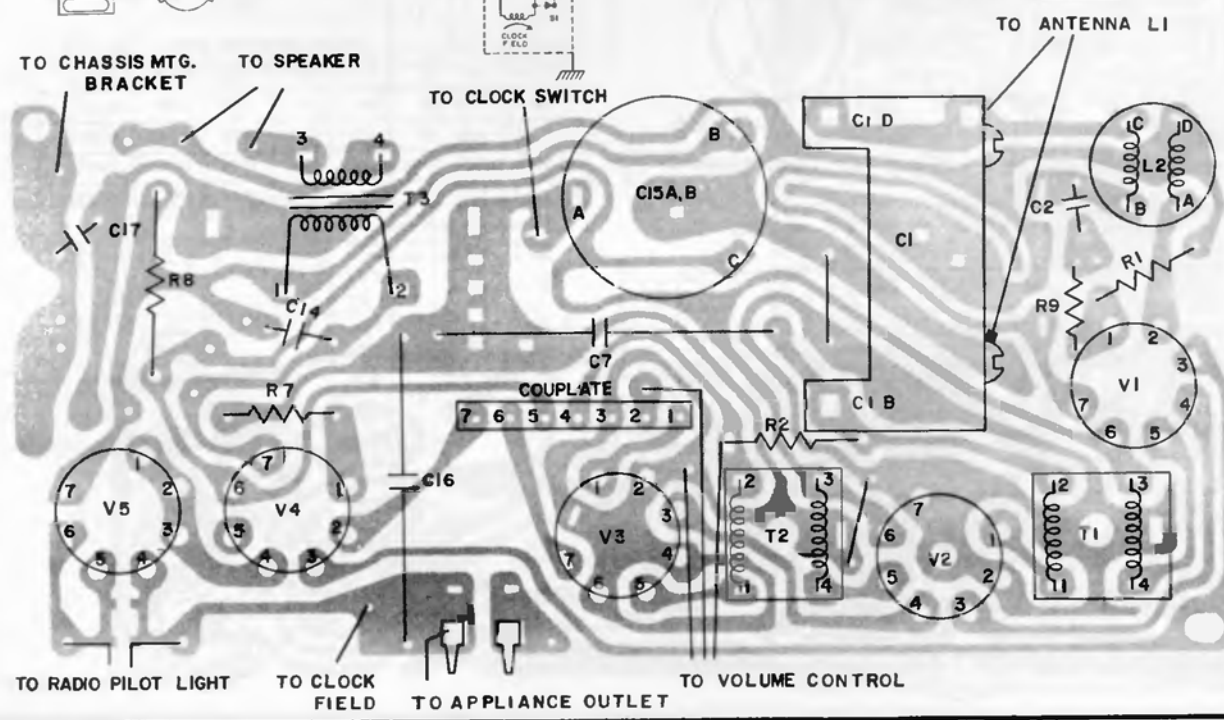 S1
CLOCK
FIELD
TO ANTENNA L1
TO CHASSIS MTG.
BRACKET
TO SPEAKER
TO CLOCK SWITCH
3 4
T3
1 2
C17
R8
C14
R7
B
C15A,B
A
C
C1 D
C1
C1 B
C D
L2
B A
C2
R1
R9
C7
COUPLATE
7 6 5 4 3 2 1
R2
C16
1
7 2
V5
6 3
5 4
7
6 1
V4
5 2
4 3
1 2
3
V3
7 4
6 5
2 3
T2
1 4
7
6 1
V2
5 2
4 3
2 3
T1
1 4
1 2
3
V1
7 4
6 5
TO RADIO PILOT LIGHT
TO CLOCK
FIELD
TO APPLIANCE OUTLET
TO VOLUME CONTROL